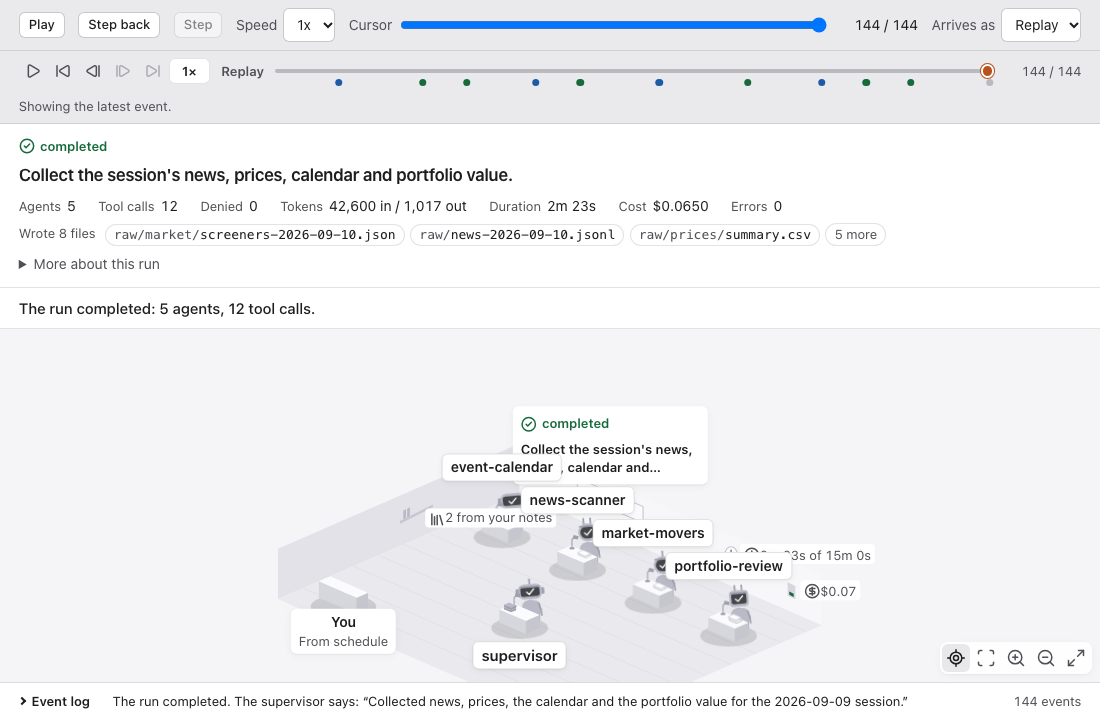 Play Step back Step Speed 1x Cursor 144 / 144 Arrives as Replay
1× Replay 144 / 144
Showing the latest event.
completed
Collect the session's news, prices, calendar and portfolio value.
Agents 5 Tool calls 12 Denied 0 Tokens 42,600 in / 1,017 out Duration 2m 23s Cost $0.0650 Errors 0
Wrote 8 files raw/market/screeners-2026-09-10.json raw/news-2026-09-10.jsonl raw/prices/summary.csv 5 more
More about this run
The run completed: 5 agents, 12 tool calls.
completed
Collect the session's news,
, calendar and...
event-calendar
news-scanner
2 from your notes
market-movers
3s of 15m 0s
portfolio-review
$0.07
You
From schedule
supervisor
Event log The run completed. The supervisor says: “Collected news, prices, the calendar and the portfolio value for the 2026-09-09 session.” 144 events